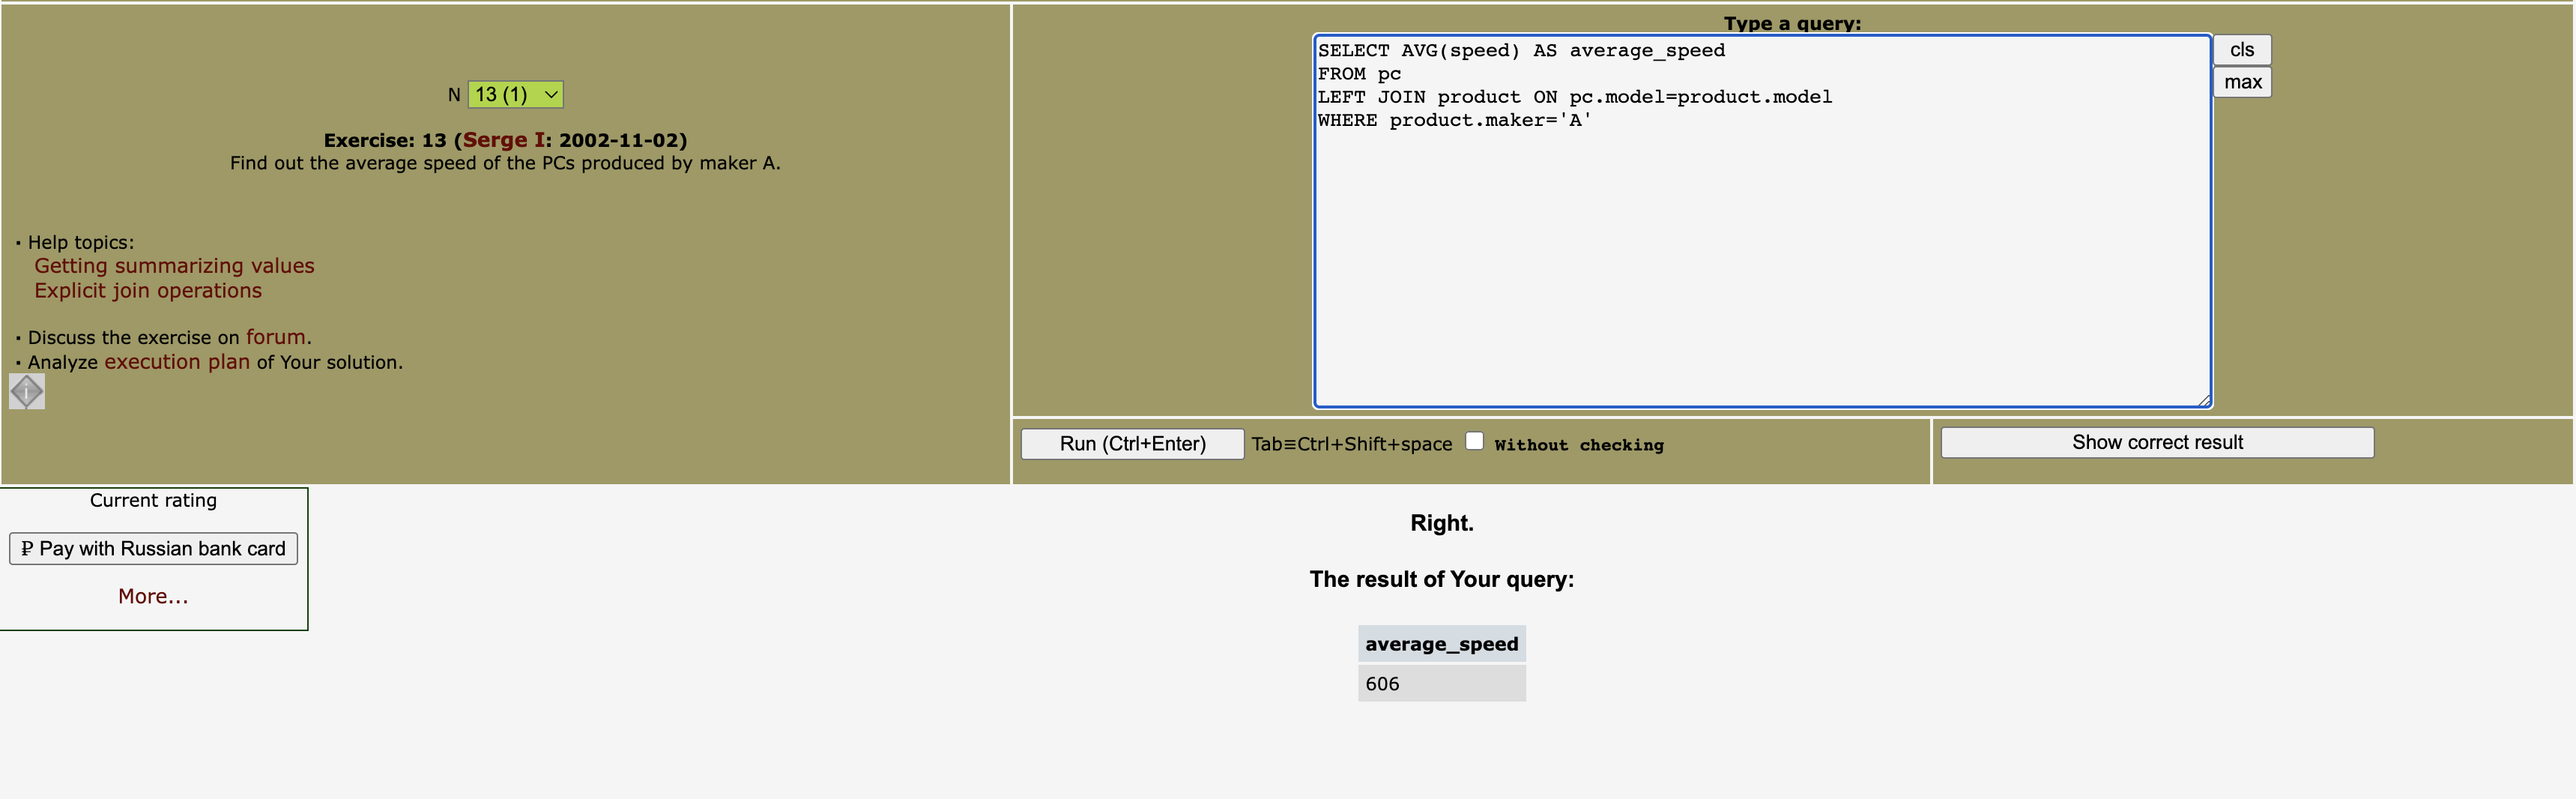 N 13 (1)
Exercise: 13 (Serge I: 2002-11-02)
Find out the average speed of the PCs produced by maker A.
▪ Help topics:
Getting summarizing values
Explicit join operations
▪ Discuss the exercise on forum.
▪ Analyze execution plan of Your solution.
i
Type a query:
SELECT AVG(speed) AS average_speed
FROM pc
LEFT JOIN product ON pc.model=product.model
WHERE product.maker='A'
cls
max
Run (Ctrl+Enter) Tab≡Ctrl+Shift+space Without checking
Show correct result
Current rating
₽ Pay with Russian bank card
More...
Right.
The result of Your query:
average_speed
606